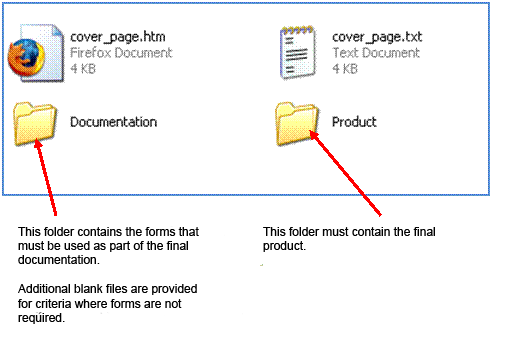 cover_page.htm
Firefox Document
4 KB
cover_page.txt
Text Document
4 KB
Documentation
Product
This folder contains the forms that
must be used as part of the final
documentation.
Additional blank files are provided
for criteria where forms are not
required.
This folder must contain the final
product.